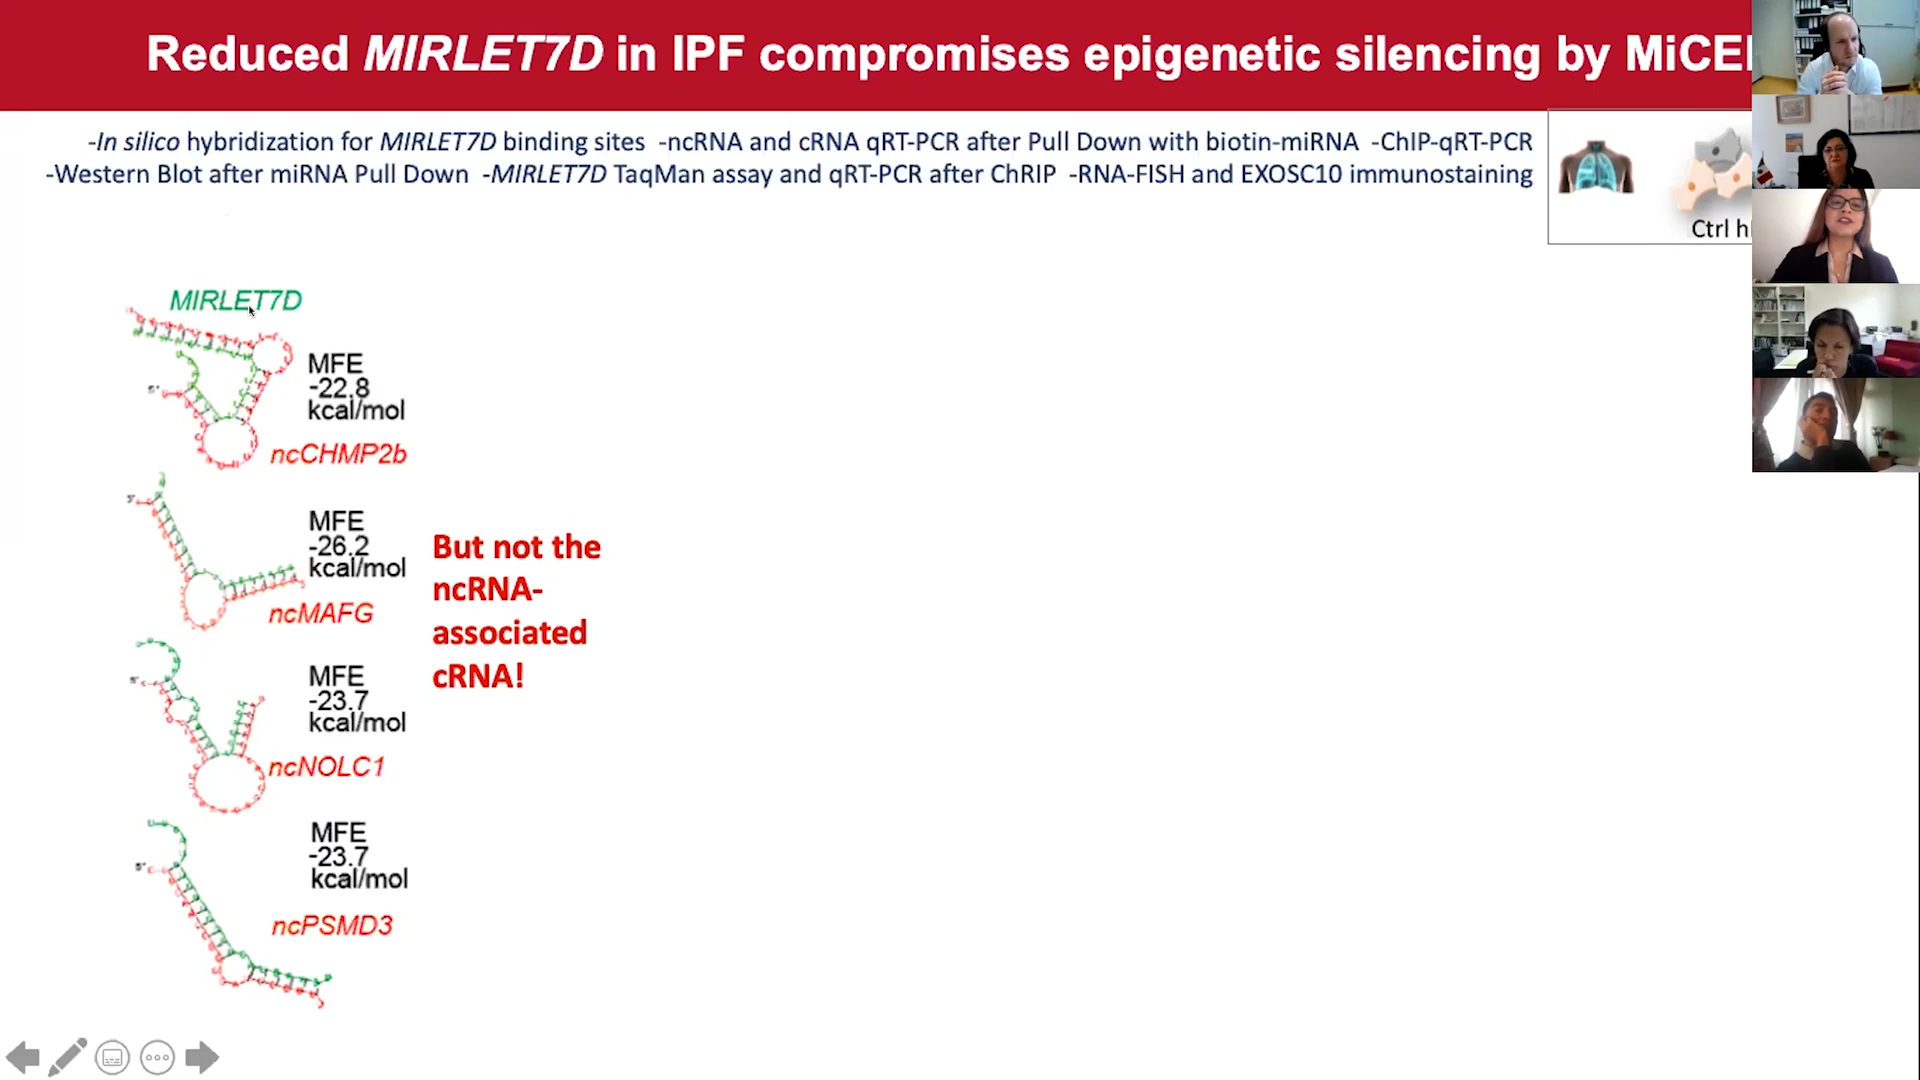 Reduced MIRLET7D in IPF compromises epigenetic silencing by MiCE
-In silico hybridization for MIRLET7D binding sites -ncRNA and cRNA qRT-PCR after Pull Down with biotin-miRNA -ChIP-qRT-PCR
-Western Blot after miRNA Pull Down -MIRLET7D TaqMan assay and qRT-PCR after ChRIP -RNA-FISH and EXOSC10 immunostaining
Ctrl h
MIRLET7D
MFE
-22.8
kcal/mol
ncCHMP2b
MFE
-26.2
kcal/mol
ncMAFG
But not the
ncRNA-
associated
cRNA!
MFE
-23.7
kcal/mol
ncNOLC1
MFE
-23.7
kcal/mol
ncPSMD3